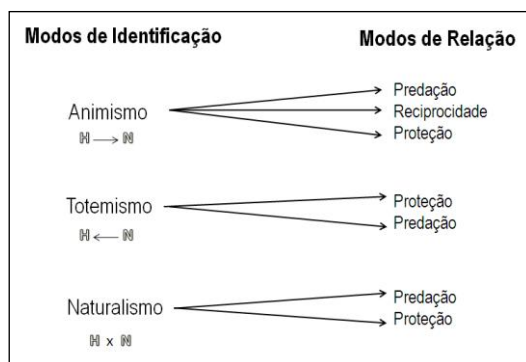 Modos de Identificação
Modos de Relação
Animismo
H → N
Predação
Reciprocidade
Proteção
Totemismo
H ← N
Proteção
Predação
Naturalismo
H x N
Predação
Proteção